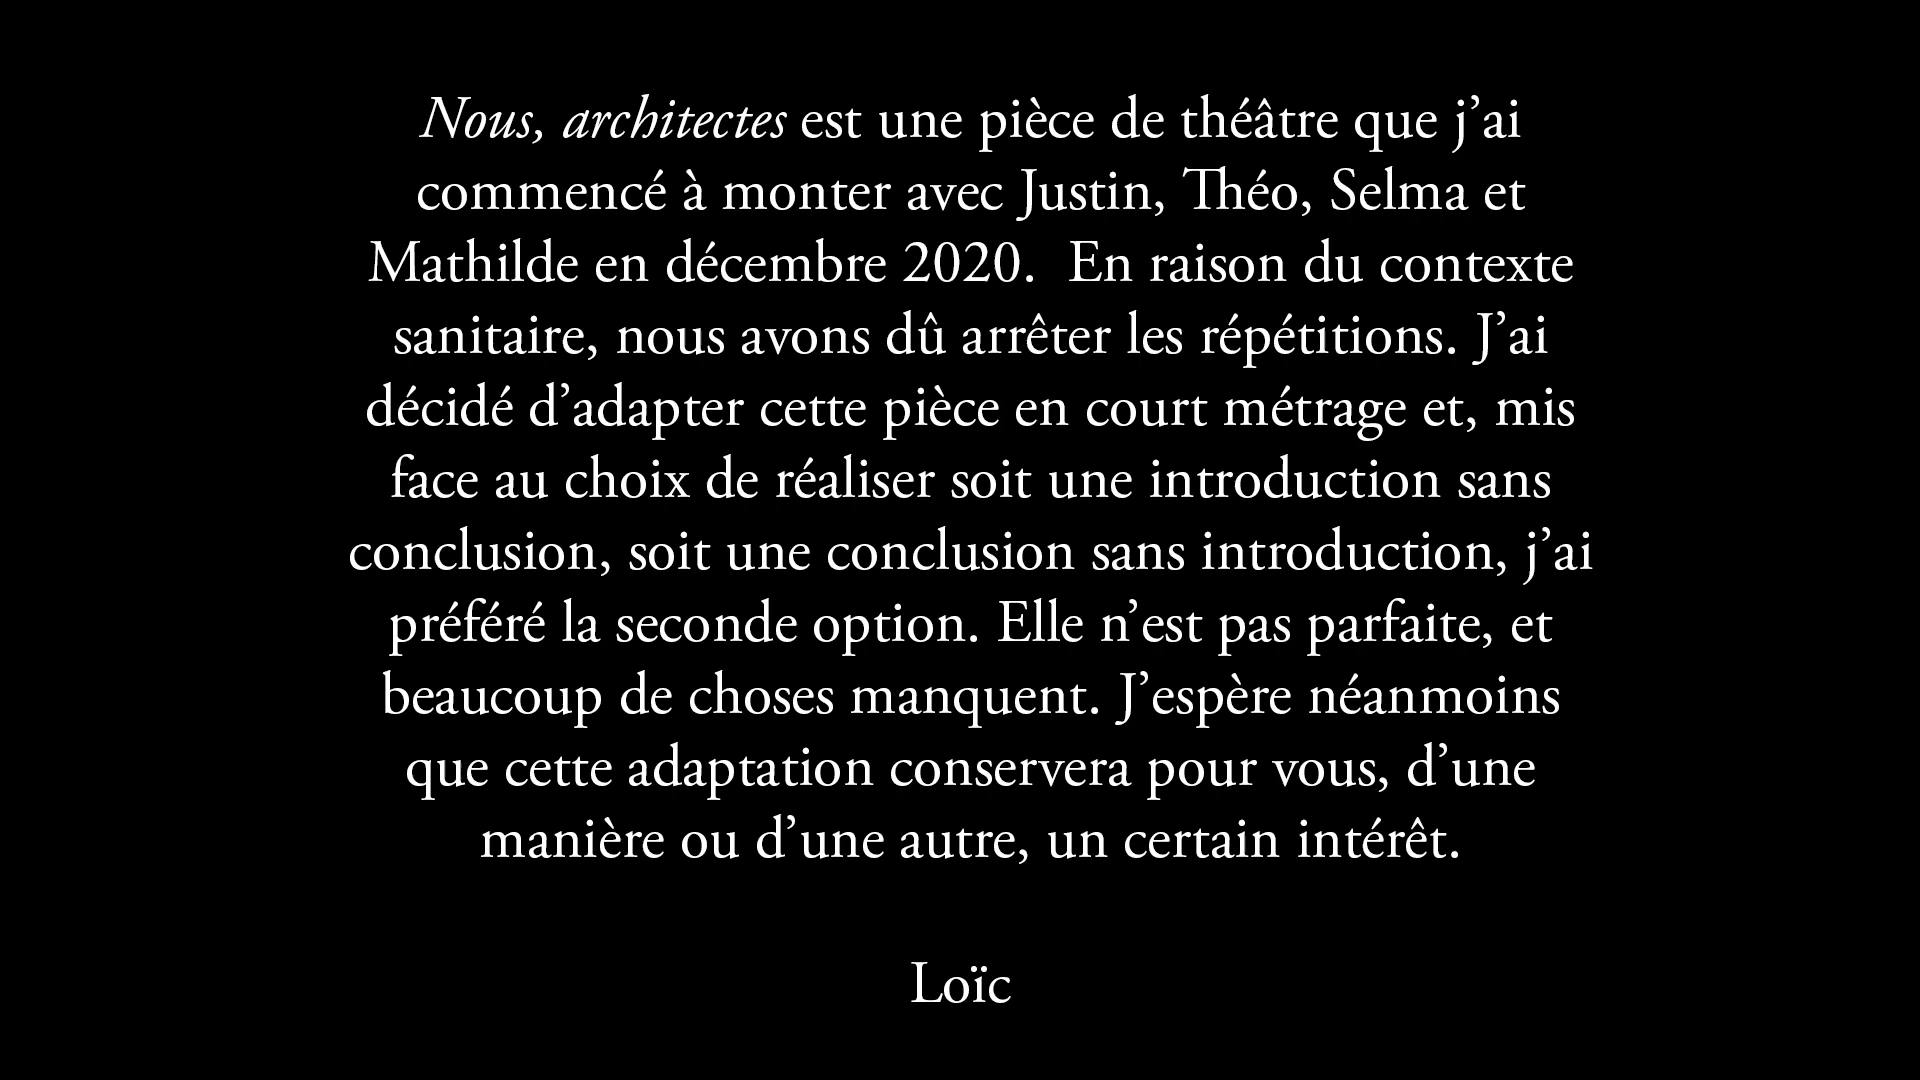 Nous, architectes est une pièce de théâtre que j’ai
commencé à monter avec Justin, Théo, Selma et
Mathilde en décembre 2020.  En raison du contexte
sanitaire, nous avons dû arrêter les répétitions. J’ai
décidé d’adapter cette pièce en court métrage et, mis
face au choix de réaliser soit une introduction sans
conclusion, soit une conclusion sans introduction, j’ai
préféré la seconde option. Elle n’est pas parfaite, et
beaucoup de choses manquent. J’espère néanmoins
que cette adaptation conservera pour vous, d’une
manière ou d’une autre, un certain intérêt.
Loïc